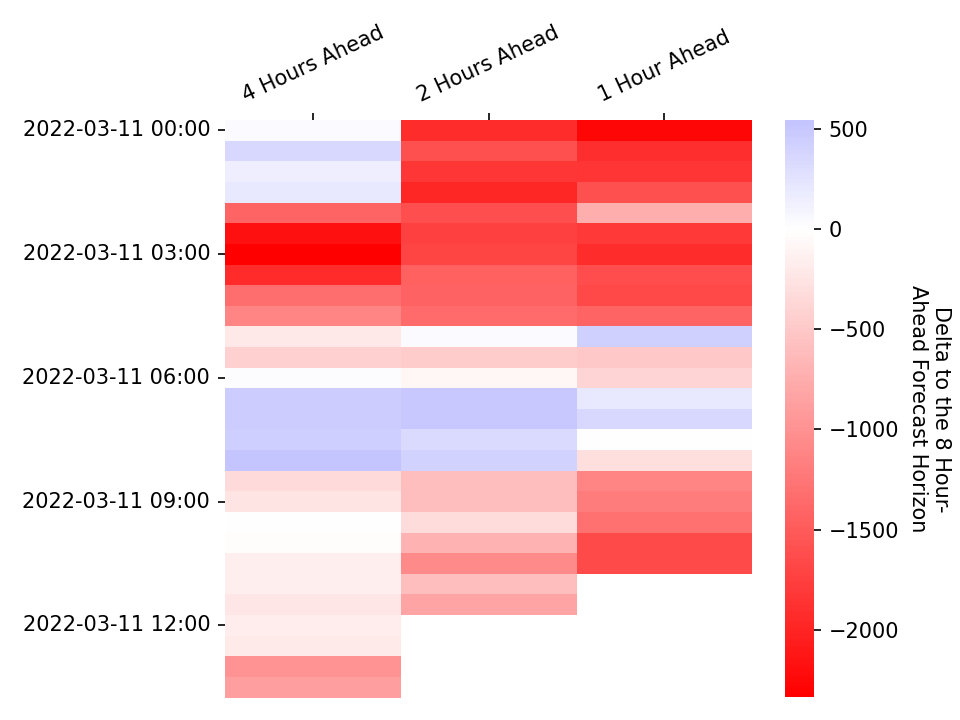 4 Hours Ahead
2 Hours Ahead
1 Hour Ahead
2022-03-11 00:00
2022-03-11 03:00
2022-03-11 06:00
2022-03-11 09:00
2022-03-11 12:00
500
0
−500
−1000
−1500
−2000
Delta to the 8 Hour-
Ahead Forecast Horizon